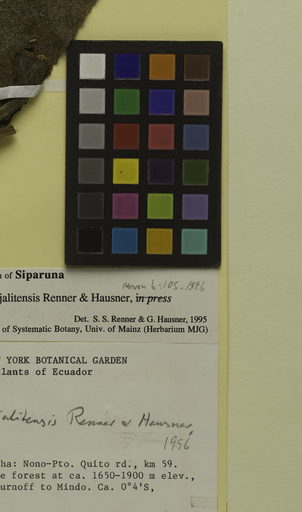 n of Siparuna
Novon 6:105. 1996
jalitensis Renner & Hausner, in press
Det. S. S. Renner & G. Hausner, 1995
of Systematic Botany, Univ. of Mainz (Herbarium MJG)
YORK BOTANICAL GARDEN
lants of Ecuador
alitensis Renner & Hausner,
1996
ha: Nono-Pto. Quito rd., km 59.
e forest at ca. 1650-1900 m elev.,
urnoff to Mindo. Ca. 0°4'S,